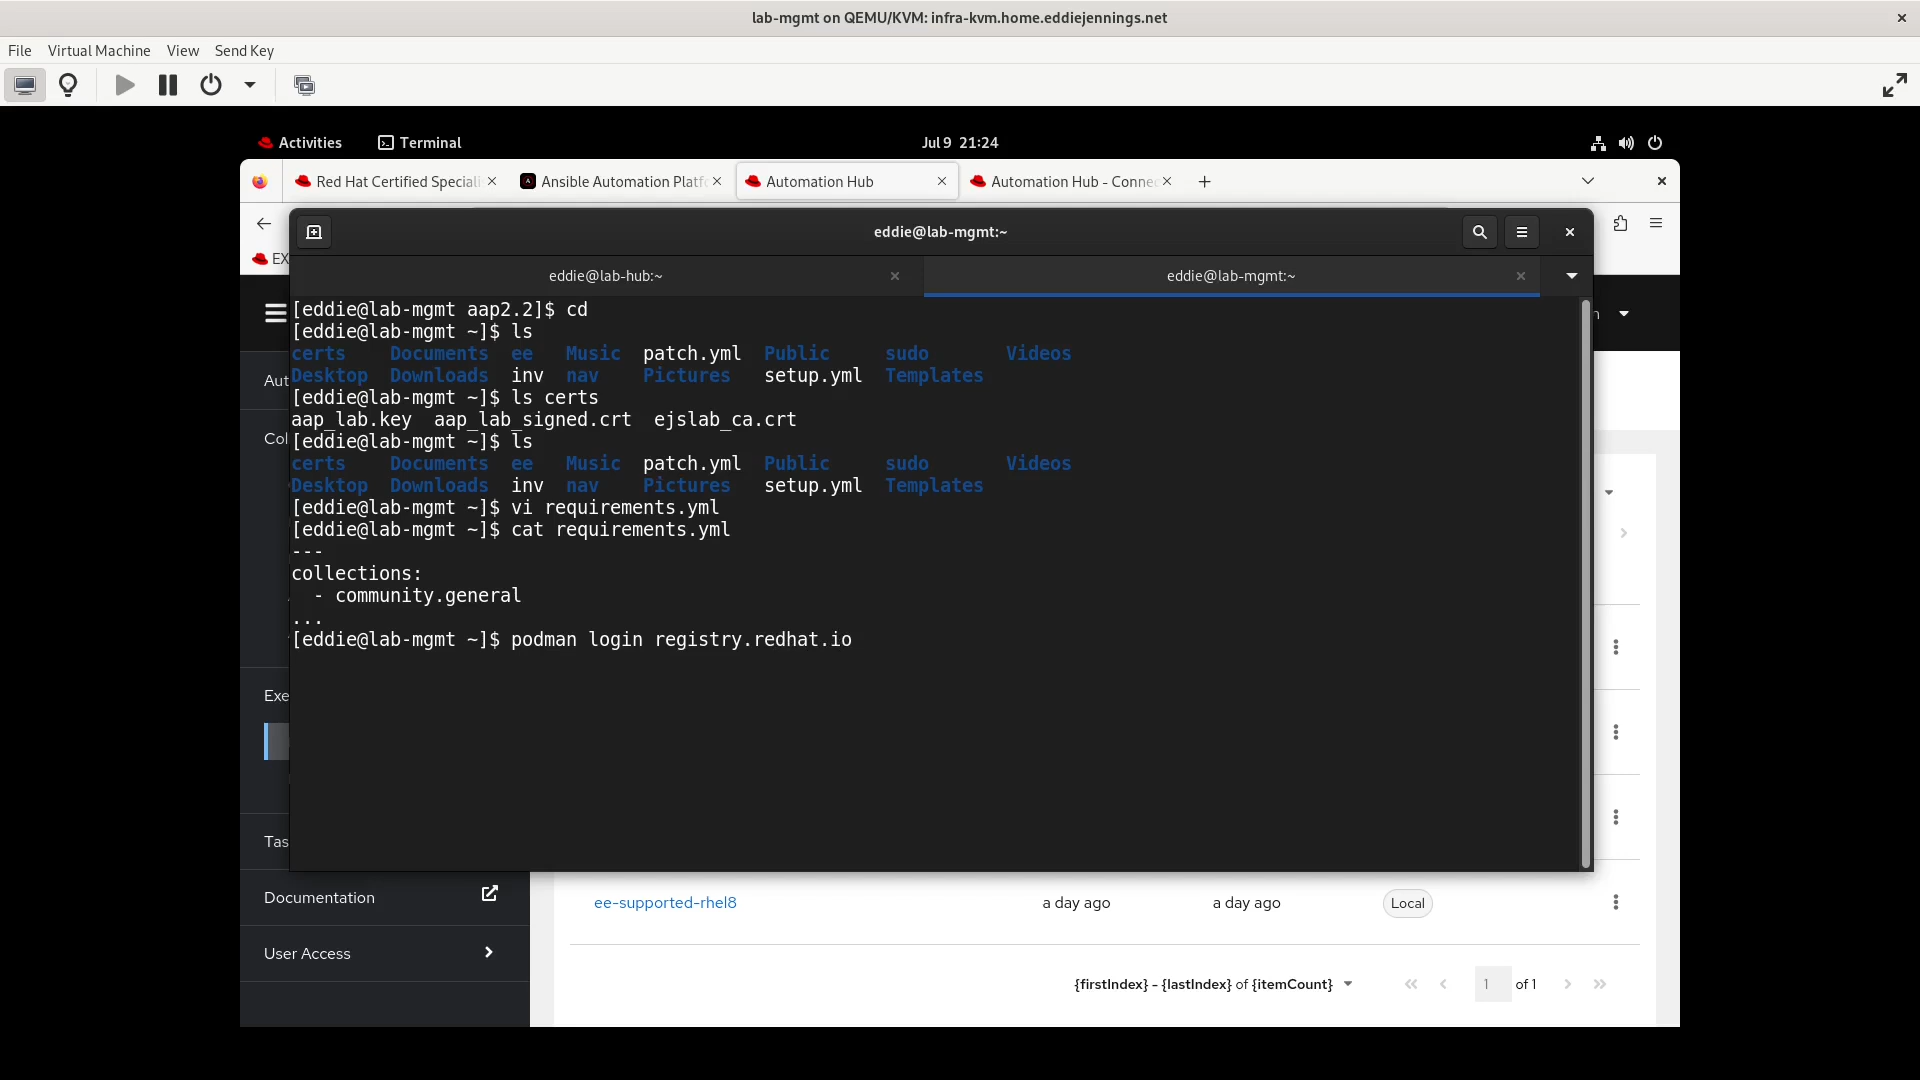 lab-mgmt on QEMU/KVM: infra-kvm.home.eddiejennings.net
File Virtual Machine View Send Key
Activities Terminal Jul 9 21:24
Red Hat Certified Speciali Ansible Automation Platfo Automation Hub Automation Hub - Connec
EX
eddie@lab-mgmt:~
eddie@lab-hub:~ eddie@lab-mgmt:~
[eddie@lab-mgmt aap2.2]$ cd
[eddie@lab-mgmt ~]$ ls
certs Documents ee Music patch.yml Public sudo Videos
Desktop Downloads inv nav Pictures setup.yml Templates
[eddie@lab-mgmt ~]$ ls certs
aap_lab.key aap_lab_signed.crt ejslab_ca.crt
[eddie@lab-mgmt ~]$ ls
certs Documents ee Music patch.yml Public sudo Videos
Desktop Downloads inv nav Pictures setup.yml Templates
[eddie@lab-mgmt ~]$ vi requirements.yml
[eddie@lab-mgmt ~]$ cat requirements.yml
---
collections:
  - community.general
...
[eddie@lab-mgmt ~]$ podman login registry.redhat.io
Aut
Col
Exe
Tas
Documentation
User Access
ee-supported-rhel8 a day ago a day ago Local
{firstIndex} - {lastIndex} of {itemCount} 1 of 1